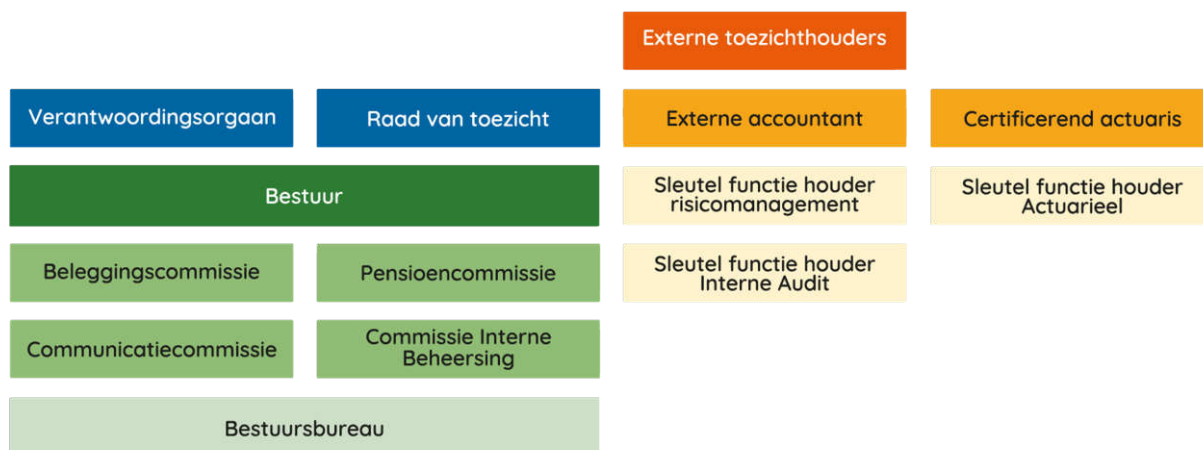 Externe toezichthouders
Verantwoordingsorgaan
Raad van toezicht
Externe accountant
Certificerend actuaris
Bestuur
Sleutel functie houder
risicomanagement
Sleutel functie houder
Actuarieel
Beleggingscommissie
Pensioencommissie
Sleutel functie houder
Interne Audit
Communicatiecommissie
Commissie Interne
Beheersing
Bestuursbureau